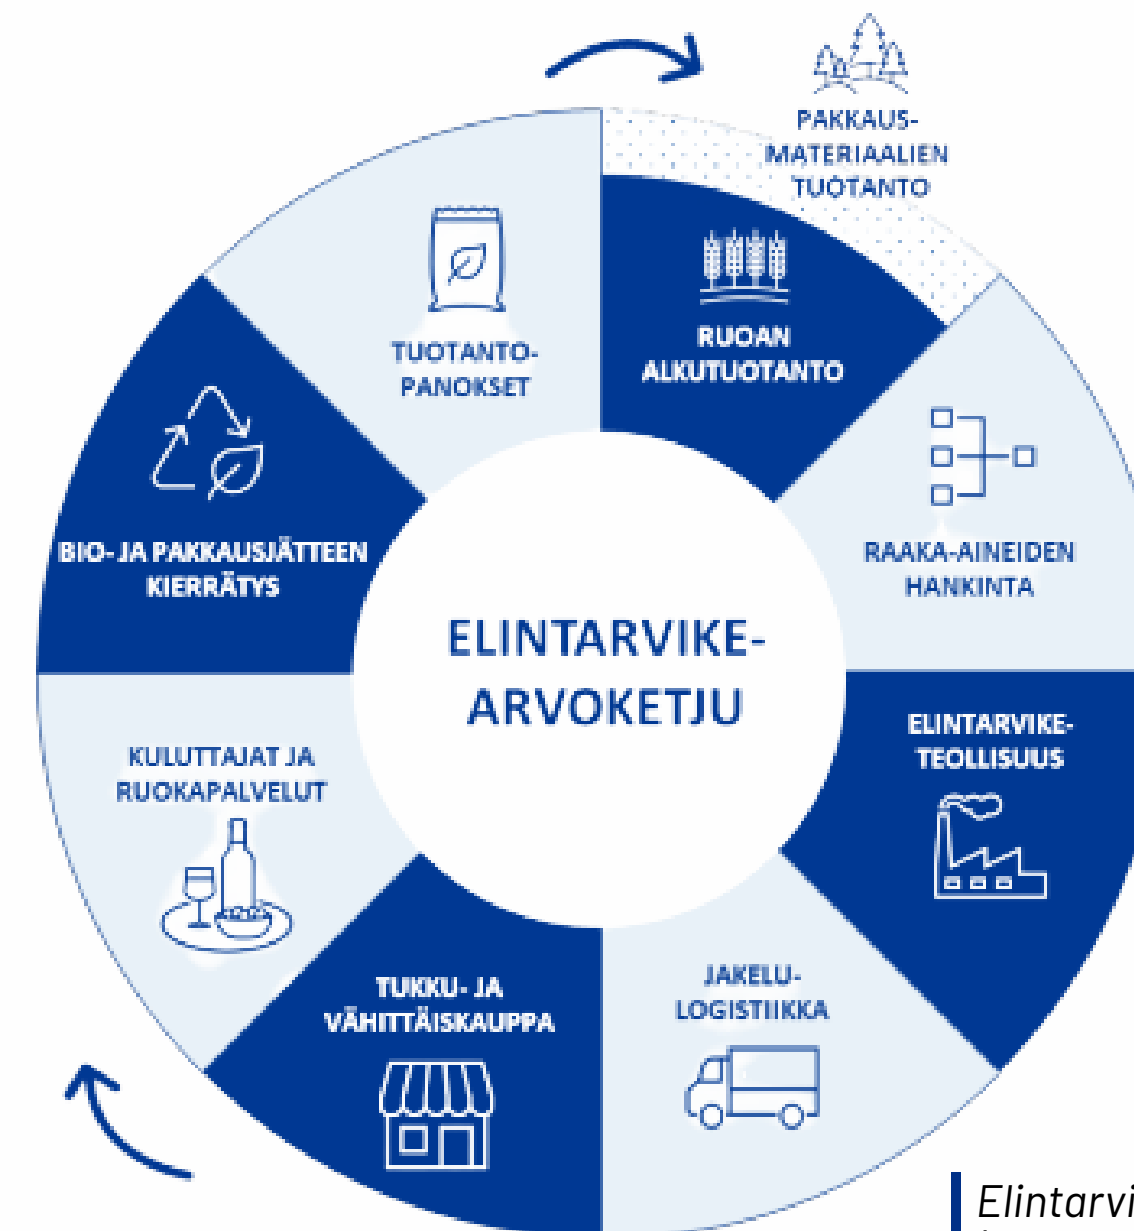 PAKKAUS-
MATERIAALIEN
TUOTANTO
RUOAN
ALKUTUOTANTO
RAAKA-AINEIDEN
HANKINTA
ELINTARVIKE-
TEOLLISUUS
JAKELU-
LOGISTIIKKA
TUKKU- JA
VÄHITTÄISKAUPPA
KULUTTAJAT JA
RUOKAPALVELUT
BIO- JA PAKKAUSJÄTTEEN
KIERRÄTYS
TUOTANTO-
PANOKSET
ELINTARVIKE-
ARVOKETJU
Elintarvi